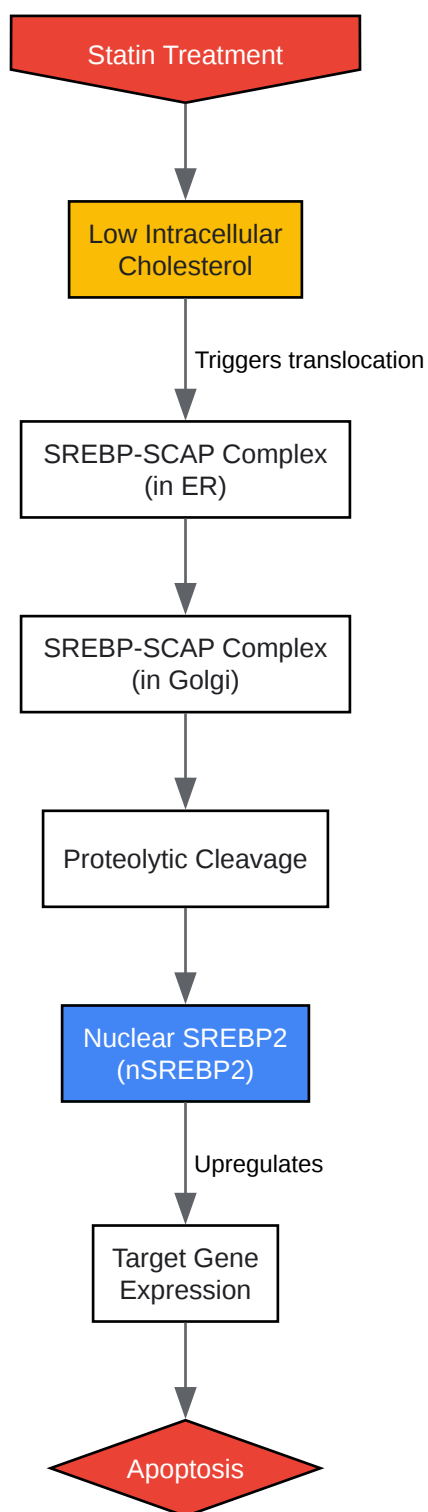 Statin Treatment
Low Intracellular
Cholesterol
Triggers translocation
SREBP-SCAP Complex
(in ER)
SREBP-SCAP Complex
(in Golgi)
Proteolytic Cleavage
Nuclear SREBP2
(nSREBP2)
Upregulates
Target Gene
Expression
Apoptosis